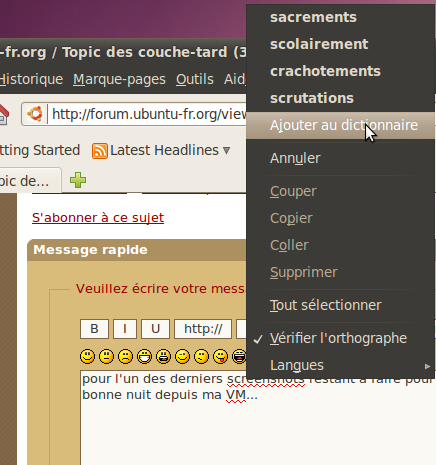 sacrements
scolairement
crachotements
scrutations
Ajouter au dictionnaire
Annuler
Couper
Copier
Coller
Supprimer
Tout sélectionner
✓ Vérifier l'orthographe
Langues
-fr.org / Topic des couche-tard (3
Historique Marque-pages Outils Aid
http://forum.ubuntu-fr.org/view
tting Started Latest Headlines
pic de...
S'abonner à ce sujet
Message rapide
Veuillez écrire votre mess
B I U http://
pour l'un des derniers screenshots restant à faire pour
bonne nuit depuis ma VM...